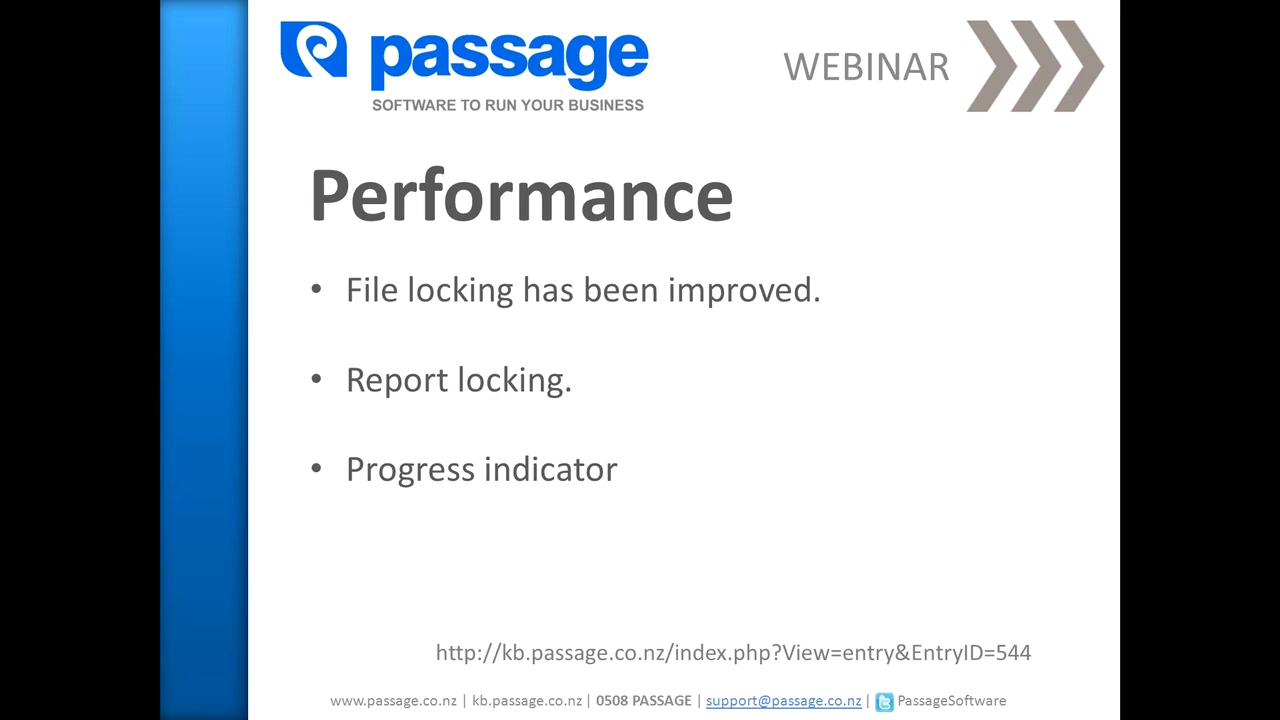 passage
SOFTWARE TO RUN YOUR BUSINESS
WEBINAR
Performance
• File locking has been improved.
• Report locking.
• Progress indicator
http://kb.passage.co.nz/index.php?View=entry&EntryID=544
www.passage.co.nz | kb.passage.co.nz | 0508 PASSAGE | support@passage.co.nz | PassageSoftware